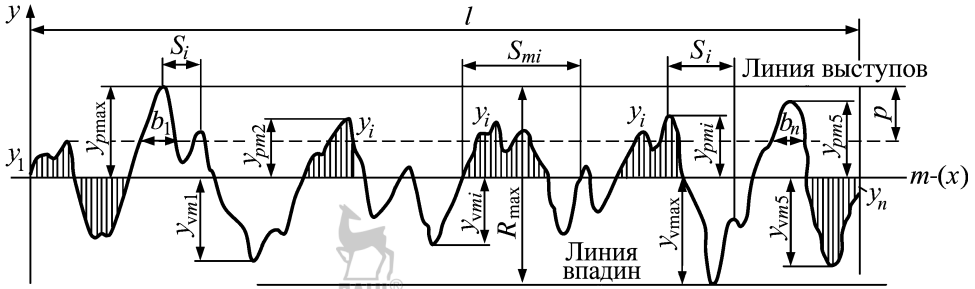 y
l
S_i
S_mi
S_i
Линия выступов
y_pmax
b_1
y_pm2
y_i
y_i
y_i
y_pmi
b_n
y_pm5
p
y_1
m-(x)
y_vm1
y_vmi
R_max
y_vmax
y_vm5
y_n
Линия
впадин